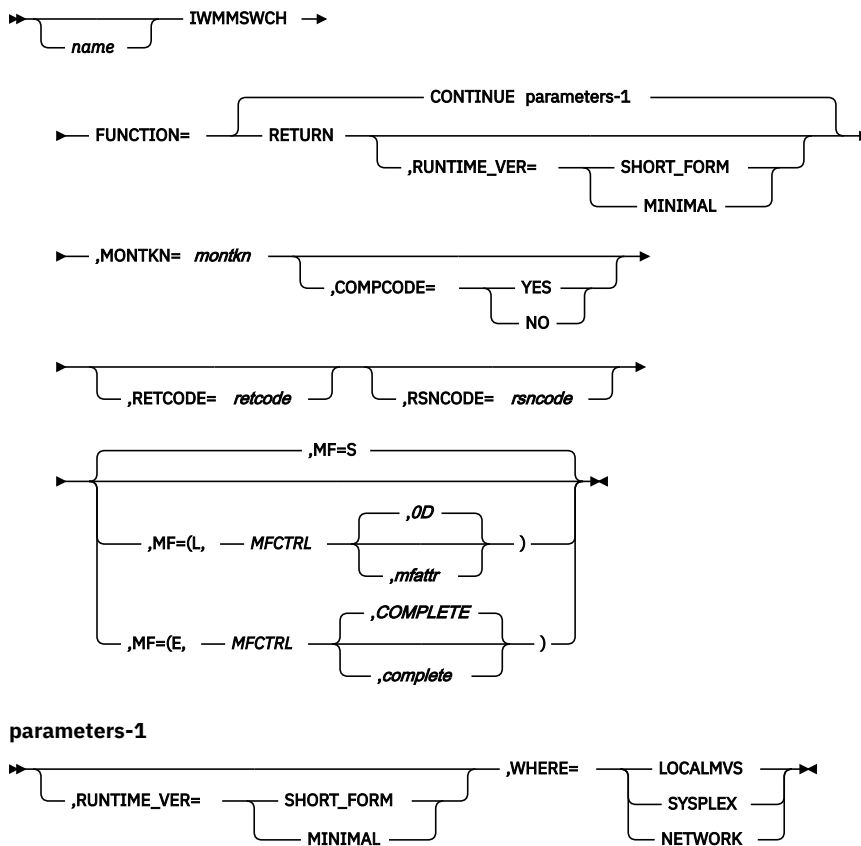 IWMMSWCH
name
CONTINUE parameters-1
FUNCTION= RETURN
,RUNTIME_VER= SHORT_FORM
MINIMAL
,MONTKN= montkn
,COMPCODE= YES
NO
,RETCODE= retcode ,RSNCODE= rsncode
,MF=S
,0D
,MF=(L, MFCTRL )
,mfattr
,COMPLETE
,MF=(E, MFCTRL )
,complete
parameters-1
,WHERE= LOCALMVS
,RUNTIME_VER= SHORT_FORM SYSPLEX
MINIMAL NETWORK